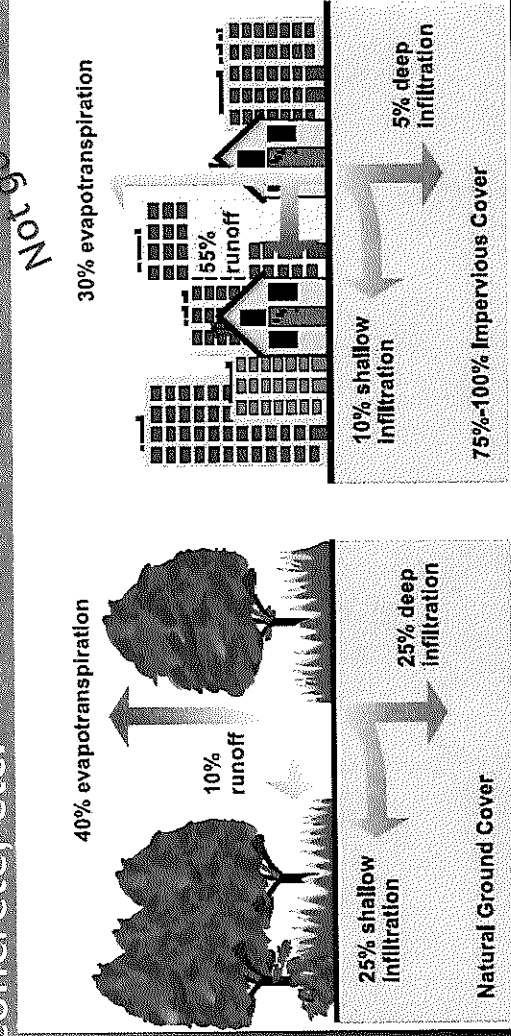 40% evapotranspiration
10%
runoff
25% shallow
infiltration
25% deep
infiltration
Natural Ground Cover
Not
30% evapotranspiration
55%
runoff
10% shallow
infiltration
5% deep
infiltration
75%-100% Impervious Cover